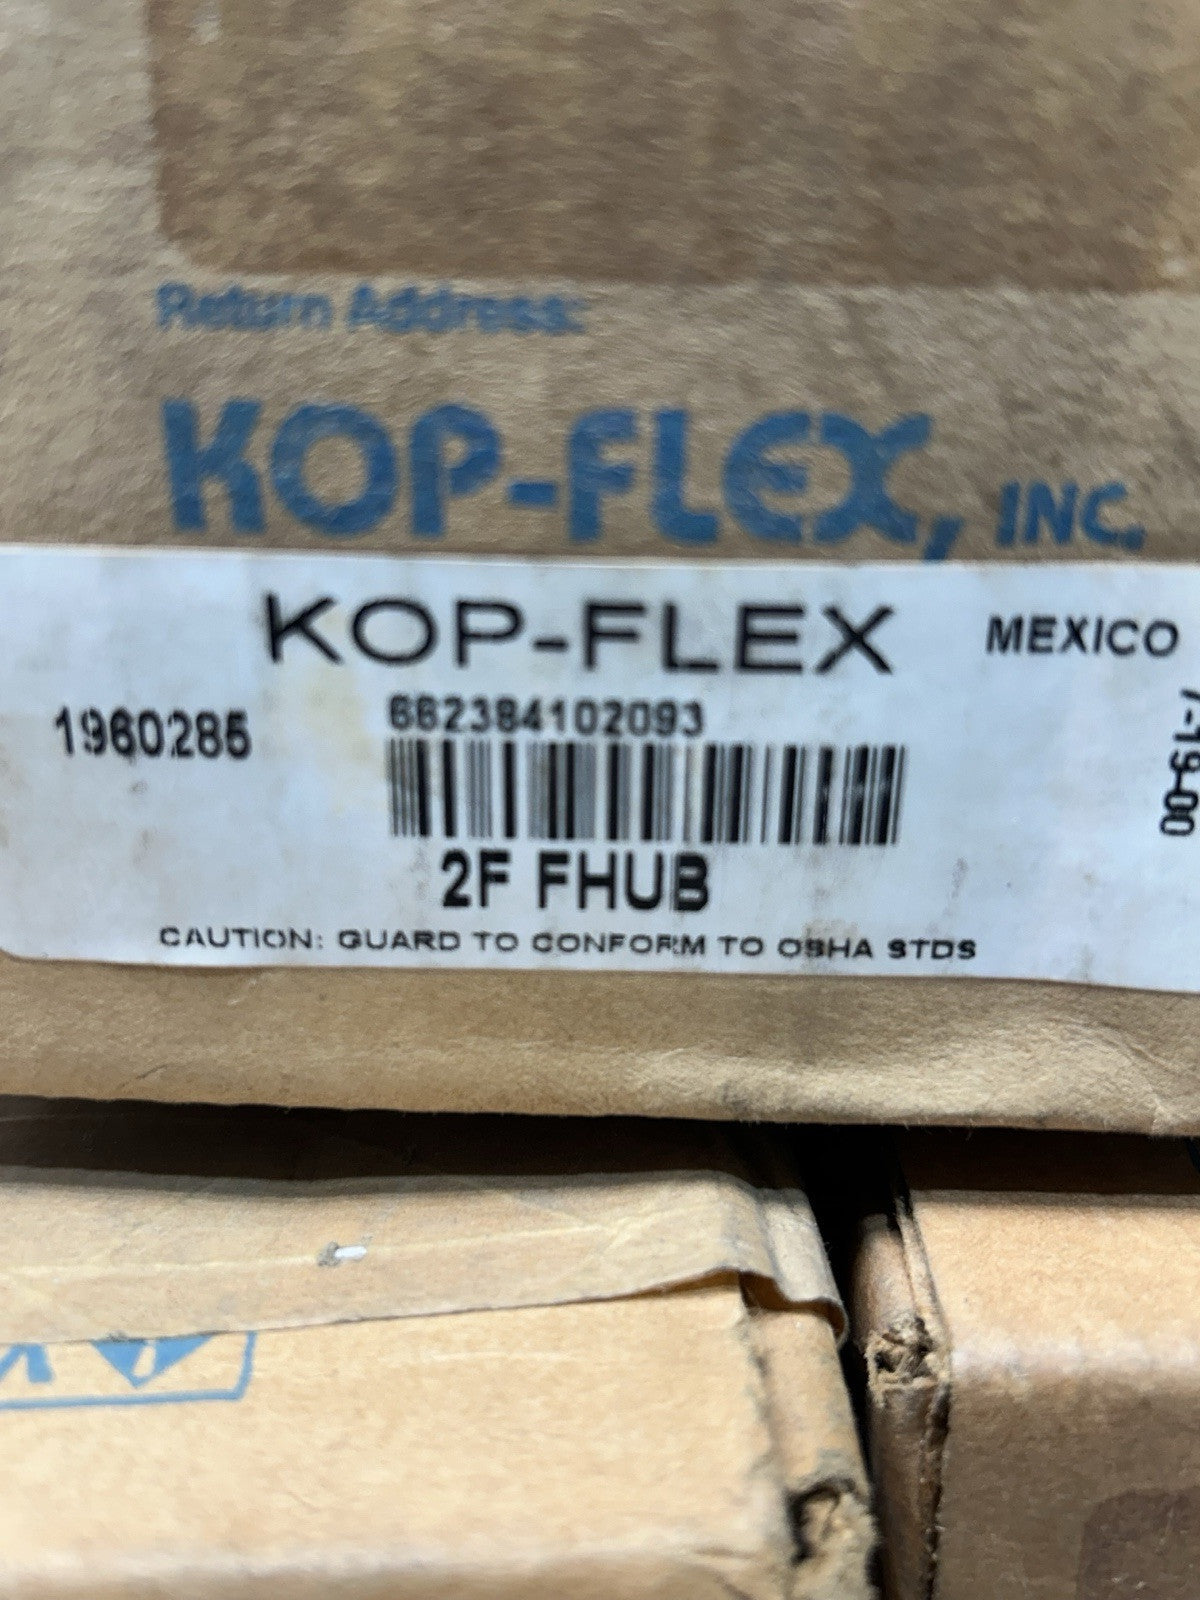 Return Address:
KOP-FLEX, INC.
KOP-FLEX
MEXICO
1960285
662384102093
7-19-00
2F FHUB
CAUTION: GUARD TO CONFORM TO OSHA STDS